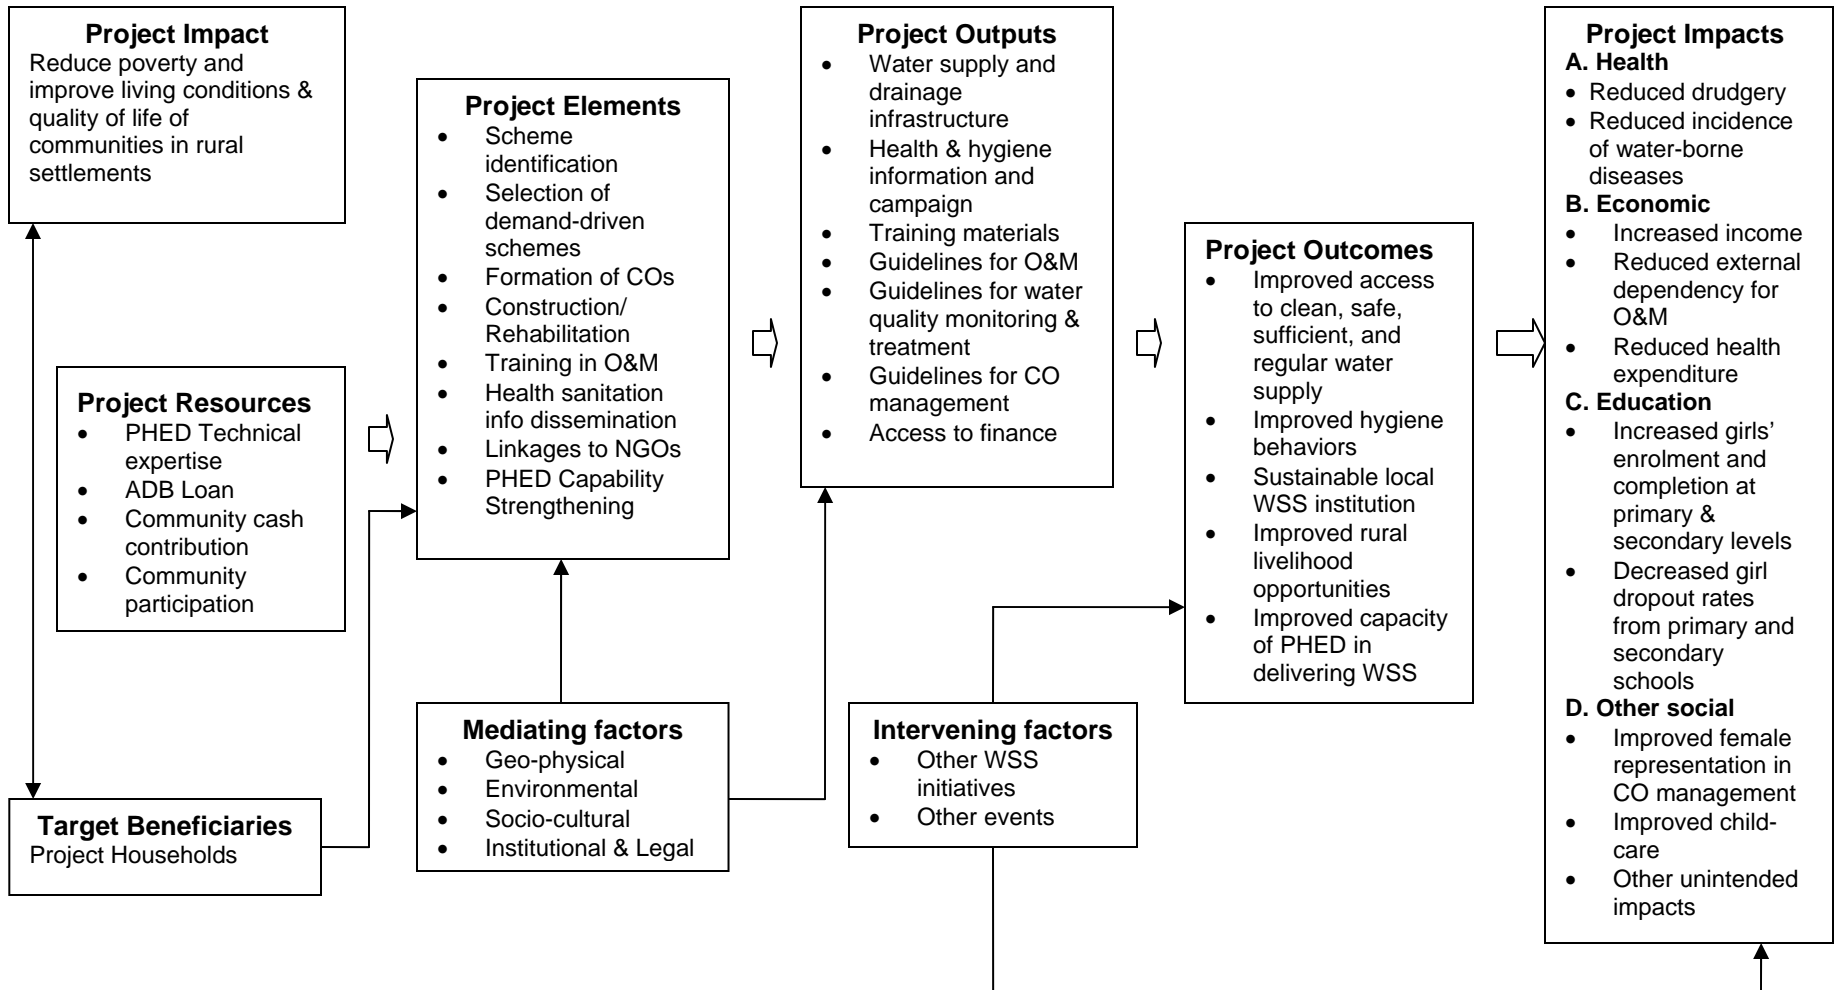 Project Impact
Reduce poverty and
improve living conditions &
quality of life of
communities in rural
settlements
Project Resources
• PHED Technical
expertise
• ADB Loan
• Community cash
contribution
• Community
participation
Target Beneficiaries
Project Households
Project Elements
• Scheme
identification
• Selection of
demand-driven
schemes
• Formation of COs
• Construction/
Rehabilitation
• Training in O&M
• Health sanitation
info dissemination
• Linkages to NGOs
• PHED Capability
Strengthening
Mediating factors
• Geo-physical
• Environmental
• Socio-cultural
• Institutional & Legal
Project Outputs
• Water supply and
drainage
infrastructure
• Health & hygiene
information and
campaign
• Training materials
• Guidelines for O&M
• Guidelines for water
quality monitoring &
treatment
• Guidelines for CO
management
• Access to finance
Intervening factors
• Other WSS
initiatives
• Other events
Project Outcomes
• Improved access
to clean, safe,
sufficient, and
regular water
supply
• Improved hygiene
behaviors
• Sustainable local
WSS institution
• Improved rural
livelihood
opportunities
• Improved capacity
of PHED in
delivering WSS
Project Impacts
A. Health
• Reduced drudgery
• Reduced incidence
of water-borne
diseases
B. Economic
• Increased income
• Reduced external
dependency for
O&M
• Reduced health
expenditure
C. Education
• Increased girls’
enrolment and
completion at
primary &
secondary levels
• Decreased girl
dropout rates
from primary and
secondary
schools
D. Other social
• Improved female
representation in
CO management
• Improved child-
care
• Other unintended
impacts